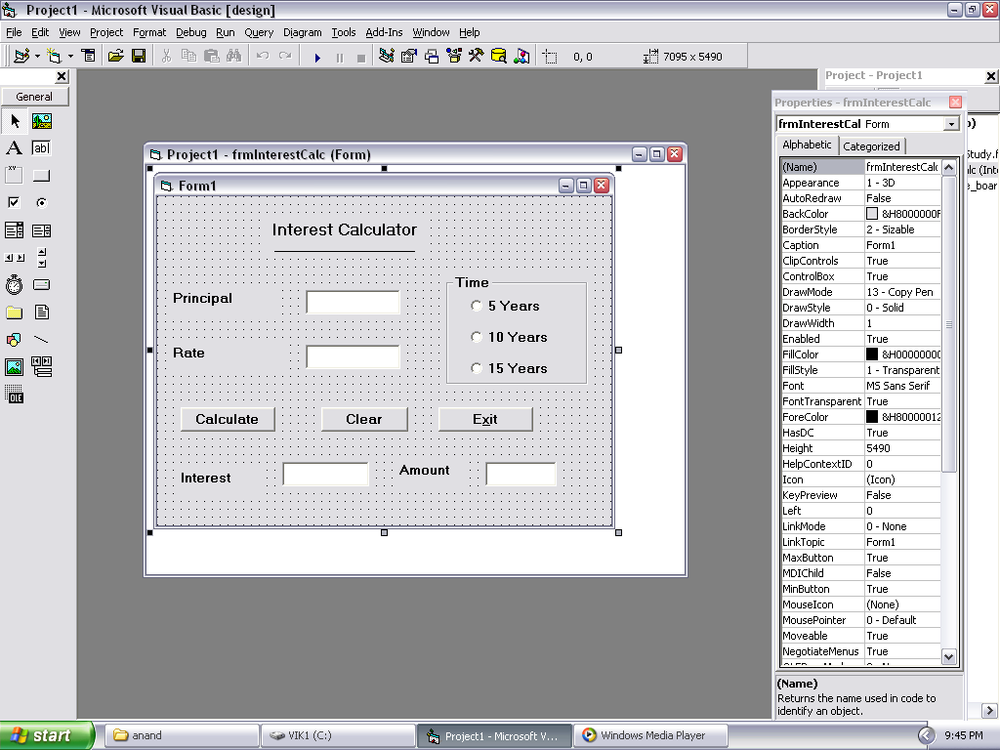 Project1 - Microsoft Visual Basic [design]
File Edit View Project Format Debug Run Query Diagram Tools Add-Ins Window Help
0, 0 7095 x 5490
General
A ab|
xy
OLE
Project1 - frmInterestCalc (Form)
Form1
Interest Calculator
Principal
Rate
Time
5 Years
10 Years
15 Years
Calculate Clear Exit
Interest Amount
Project - Project1
Properties - frmInterestCalc
frmInterestCal Form
Alphabetic Categorized
(Name) frmInterestCalc
Appearance 1 - 3D
AutoRedraw False
BackColor &H8000000F
BorderStyle 2 - Sizable
Caption Form1
ClipControls True
ControlBox True
DrawMode 13 - Copy Pen
DrawStyle 0 - Solid
DrawWidth 1
Enabled True
FillColor &H00000000
FillStyle 1 - Transparent
Font MS Sans Serif
FontTransparent True
ForeColor &H80000012
HasDC True
Height 5490
HelpContextID 0
Icon (Icon)
KeyPreview False
Left 0
LinkMode 0 - None
LinkTopic Form1
MaxButton True
MDIChild False
MinButton True
MouseIcon (None)
MousePointer 0 - Default
Moveable True
NegotiateMenus True
(Name)
Returns the name used in code to
identify an object.
start anand VIK1 (C:) Project1 - Microsoft V... Windows Media Player 9:45 PM